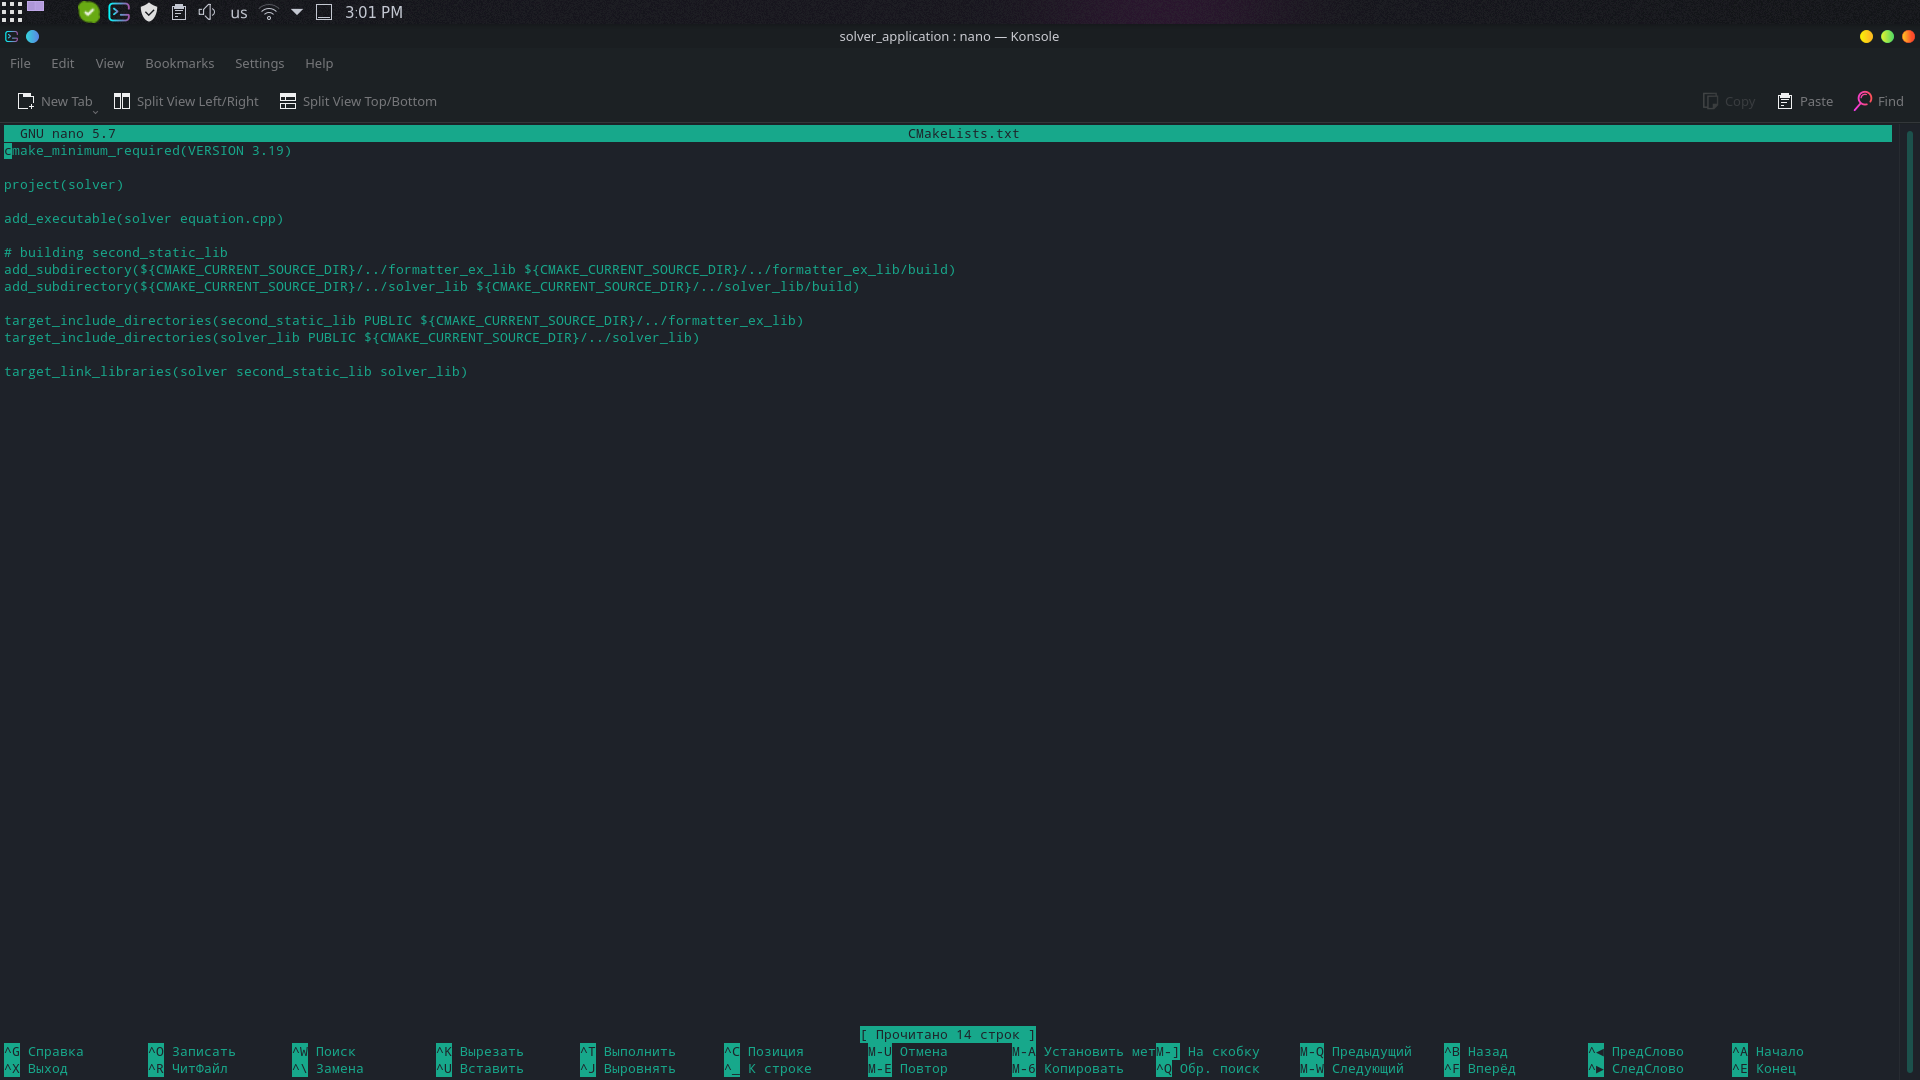 us 3:01 PM
solver_application : nano — Konsole
File Edit View Bookmarks Settings Help
New Tab Split View Left/Right Split View Top/Bottom Copy Paste Find
GNU nano 5.7 CMakeLists.txt
cmake_minimum_required(VERSION 3.19)
project(solver)
add_executable(solver equation.cpp)
# building second_static_lib
add_subdirectory(${CMAKE_CURRENT_SOURCE_DIR}/../formatter_ex_lib ${CMAKE_CURRENT_SOURCE_DIR}/../formatter_ex_lib/build)
add_subdirectory(${CMAKE_CURRENT_SOURCE_DIR}/../solver_lib ${CMAKE_CURRENT_SOURCE_DIR}/../solver_lib/build)
target_include_directories(second_static_lib PUBLIC ${CMAKE_CURRENT_SOURCE_DIR}/../formatter_ex_lib)
target_include_directories(solver_lib PUBLIC ${CMAKE_CURRENT_SOURCE_DIR}/../solver_lib)
target_link_libraries(solver second_static_lib solver_lib)
[ Прочитано 14 строк ]
^G Справка ^O Записать ^W Поиск ^K Вырезать ^T Выполнить ^C Позиция M-U Отмена M-A Установить мет M-] На скобку M-Q Предыдущий ^B Назад ^◀ ПредСлово ^A Начало
^X Выход ^R ЧитФайл ^\ Замена ^U Вставить ^J Выровнять ^_ К строке M-E Повтор M-6 Копировать ^Q Обр. поиск M-W Следующий ^F Вперёд ^▶ СледСлово ^E Конец